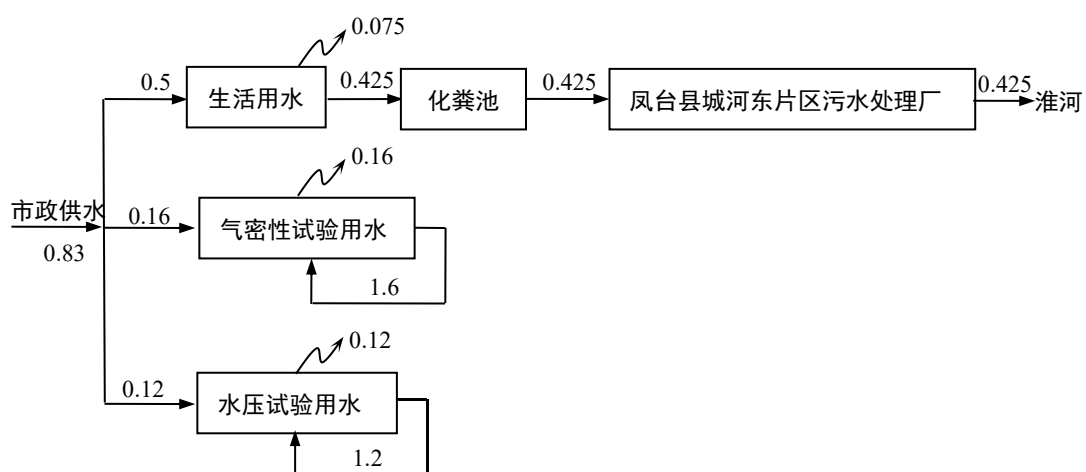 0.075
0.5
生活用水
0.425
化粪池
0.425
凤台县城河东片区污水处理厂
0.425
淮河
0.16
市政供水
0.83
0.16
气密性试验用水
1.6
0.12
0.12
水压试验用水
1.2